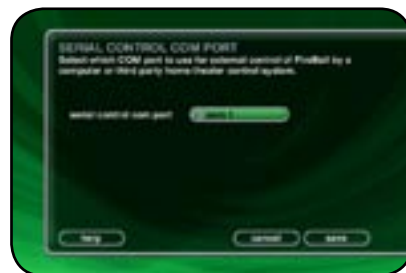 SERIAL CONTROL COM PORT
Select which COM port to use for external control of FireBall by a
computer or third party home theater control system.
serial control com port
help cancel save